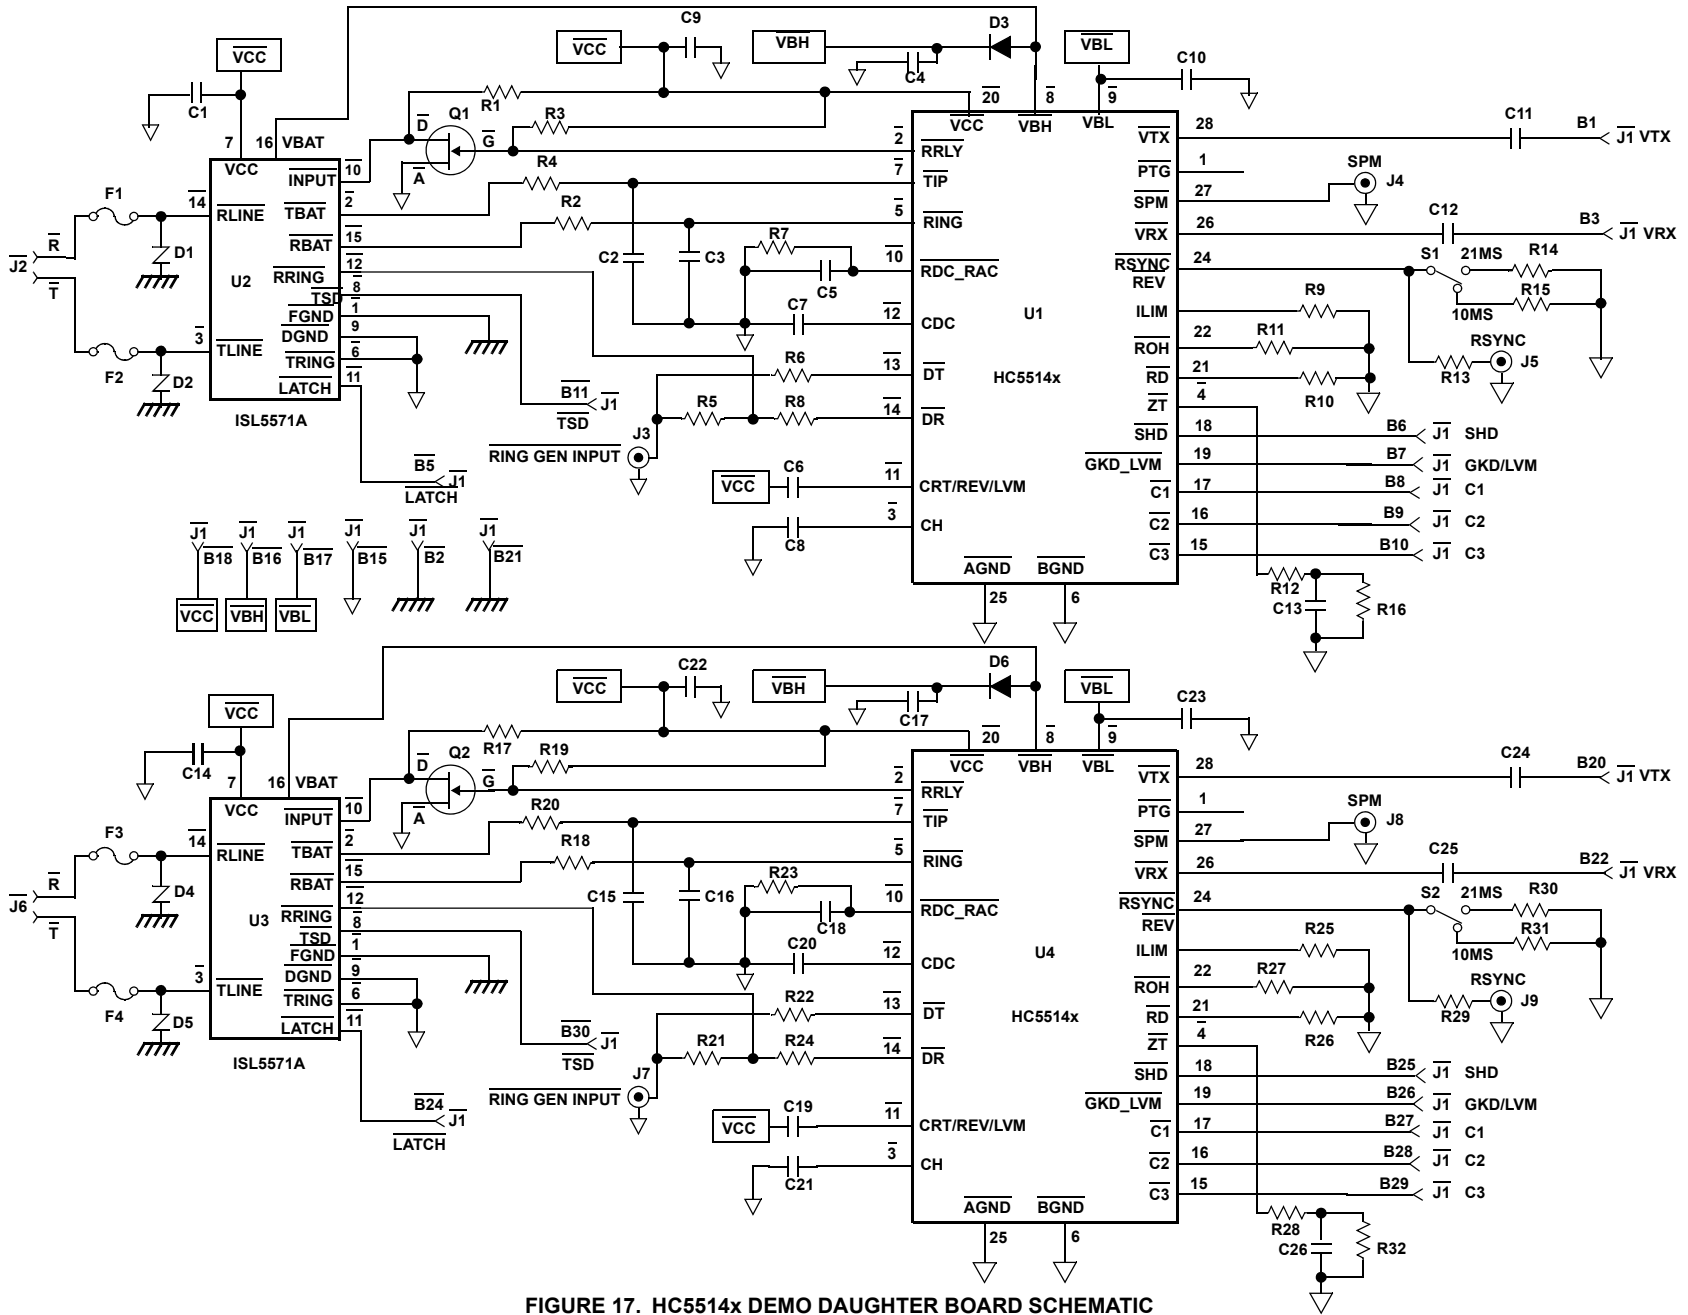 C9
D3
VCC
VBH
VBL
VCC
C4
C10
C1
R1
20
8
9
Q1
R3
D
G
A
C11
B1
J1 VTX
7
16 VBAT
VCC
VBH
VBL
VTX
28
2
RRLY
VCC
INPUT
10
R4
7
TIP
PTG
1
SPM
J4
F1
14
RLINE
TBAT
2
R2
5
RING
SPM
27
C12
B3
J1 VRX
VRX
26
R
J2
T
D1
RBAT
15
R7
S1
21MS
R14
U2
RRING
12
C2
C3
10
RDC_RAC
RSYNC
REV
24
TSD
8
C5
R15
10MS
FGND
1
C7
12
CDC
U1
ILIM
R9
DGND
9
3
TLINE
TRING
6
ROH
22
R11
RSYNC
J5
R13
F2
D2
LATCH
11
R6
13
DT
HC5514x
RD
21
R10
B11
J1
TSD
R5
R8
14
DR
ZT
4
ISL5571A
J3
RING GEN INPUT
SHD
18
B6
J1 SHD
GKD_LVM
19
B7
J1 GKD/LVM
B5
J1
LATCH
VCC
C6
11
CRT/REV/LVM
C1
17
B8
J1 C1
C8
3
CH
C2
16
B9
J1 C2
C3
15
B10
J1 C3
J1
B18
J1
B16
J1
B17
J1
B15
J1
B2
J1
B21
VCC
VBH
VBL
AGND
BGND
25
6
R12
C13
R16
C22
D6
VCC
VBH
VBL
VCC
C17
C23
C14
R17
20
8
9
Q2
R19
D
G
A
C24
B20
J1 VTX
7
16 VBAT
VCC
VBH
VBL
VTX
28
2
RRLY
VCC
INPUT
10
R20
7
TIP
PTG
1
SPM
J8
F3
14
RLINE
TBAT
2
R18
5
RING
SPM
27
C25
B22
J1 VRX
VRX
26
R
J6
T
D4
RBAT
15
R23
S2
21MS
R30
U3
RRING
12
C15
C16
10
RDC_RAC
RSYNC
REV
24
TSD
8
C18
R31
10MS
FGND
1
C20
12
CDC
U4
ILIM
R25
DGND
9
3
TLINE
TRING
6
ROH
22
R27
RSYNC
J9
R29
F4
D5
LATCH
11
R22
13
DT
HC5514x
RD
21
R26
B30
J1
TSD
R21
R24
14
DR
ZT
4
ISL5571A
J7
RING GEN INPUT
SHD
18
B25
J1 SHD
GKD_LVM
19
B26
J1 GKD/LVM
B24
J1
LATCH
VCC
C19
11
CRT/REV/LVM
C1
17
B27
J1 C1
C21
3
CH
C2
16
B28
J1 C2
C3
15
B29
J1 C3
AGND
BGND
25
6
R28
C26
R32
FIGURE 17. HC5514x DEMO DAUGHTER BOARD SCHEMATIC